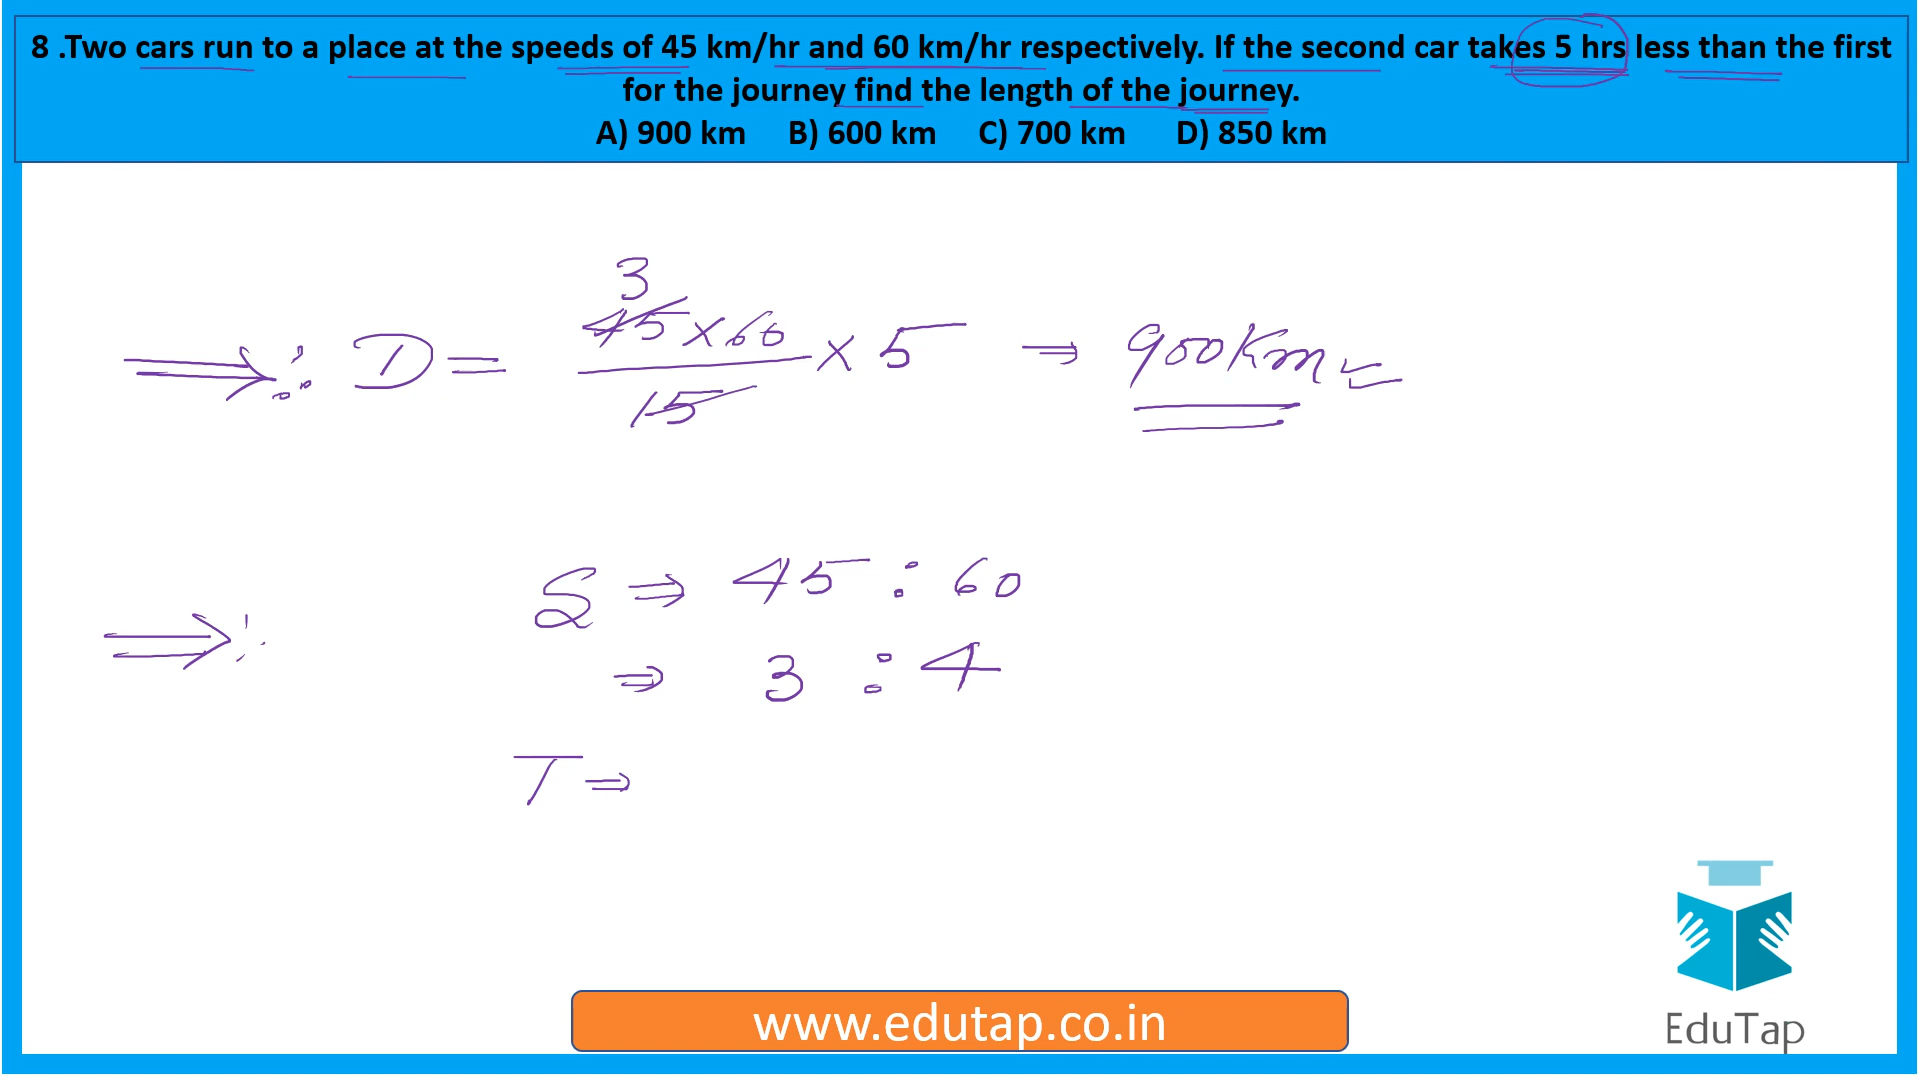 8 .Two cars run to a place at the speeds of 45 km/hr and 60 km/hr respectively. If the second car takes 5 hrs less than the first
for the journey find the length of the journey.
A) 900 km B) 600 km C) 700 km D) 850 km
3
⟹ ∴ D = 45 × 60 / 15 × 5 ⇒ 900 Km
⟹ ∴ S ⇒ 45 : 60
⇒ 3 : 4
T ⇒
www.edutap.co.in
EduTap